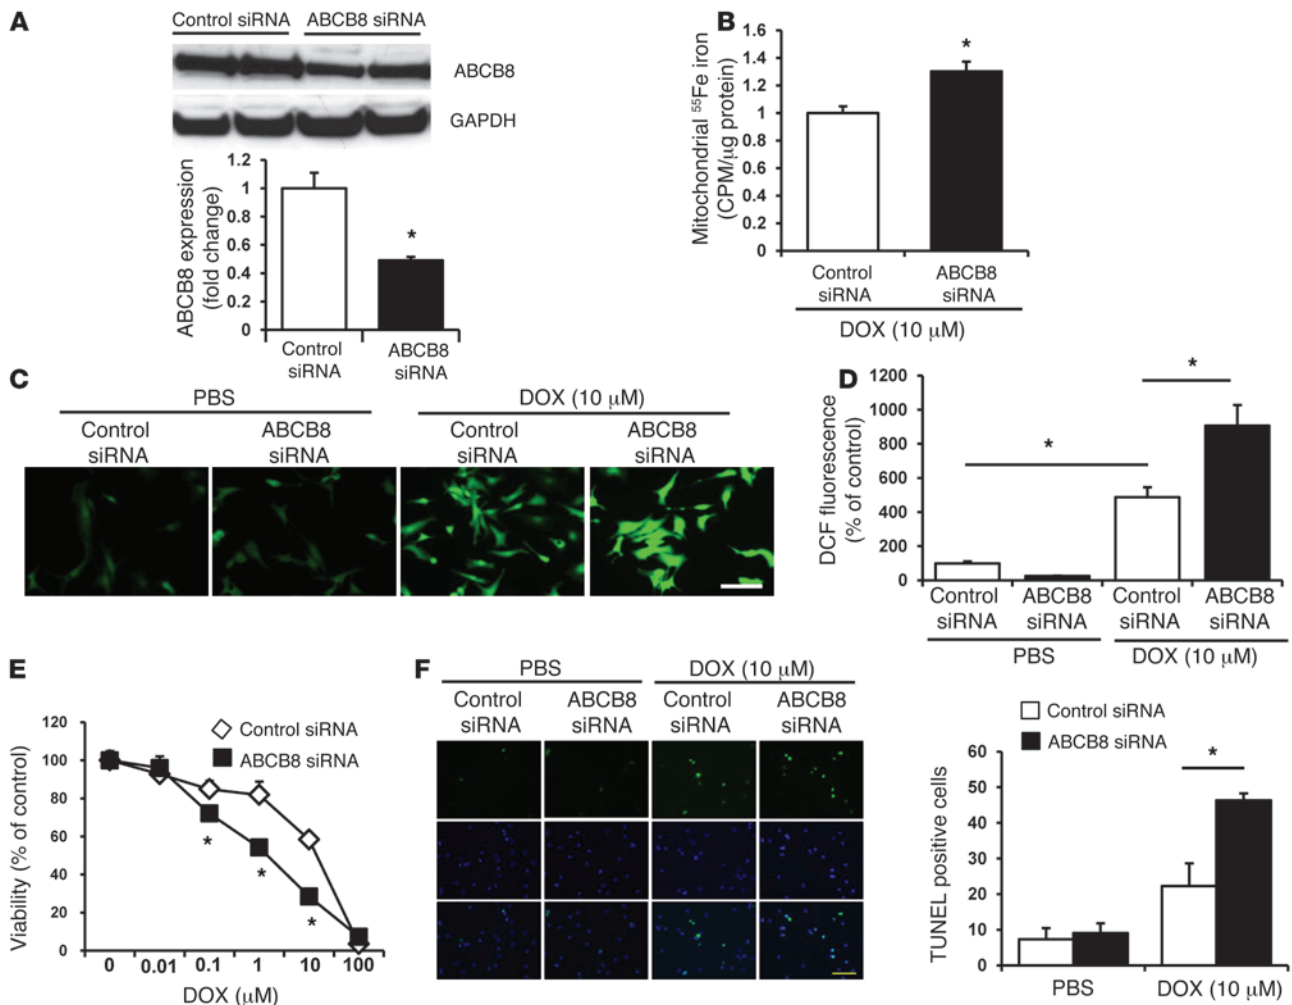 A
Control siRNA ABCB8 siRNA
ABCB8
GAPDH
ABCB8 expression
(fold change)
1.2
1
0.8
0.6
0.4
0.2
0
*
Control
siRNA
ABCB8
siRNA
B
Mitochondrial ⁵⁵Fe iron
(CPM/µg protein)
1.6
1.4
1.2
1
0.8
0.6
0.4
0.2
0
*
Control
siRNA
ABCB8
siRNA
DOX (10 µM)
C
PBS
DOX (10 µM)
Control
siRNA
ABCB8
siRNA
Control
siRNA
ABCB8
siRNA
D
DCF fluorescence
(% of control)
1200
1000
800
600
400
200
0
*
*
Control
siRNA
ABCB8
siRNA
Control
siRNA
ABCB8
siRNA
PBS
DOX (10 µM)
E
Viability (% of control)
120
100
80
60
40
20
0
Control siRNA
ABCB8 siRNA
*
*
*
0 0.01 0.1 1 10 100
DOX (µM)
F
PBS
DOX (10 µM)
Control
siRNA
ABCB8
siRNA
Control
siRNA
ABCB8
siRNA
Control siRNA
ABCB8 siRNA
TUNEL positive cells
60
50
40
30
20
10
0
*
PBS
DOX (10 µM)